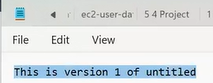 ec2-user-da
5 4 Project
File Edit View
This is version 1 of untitled